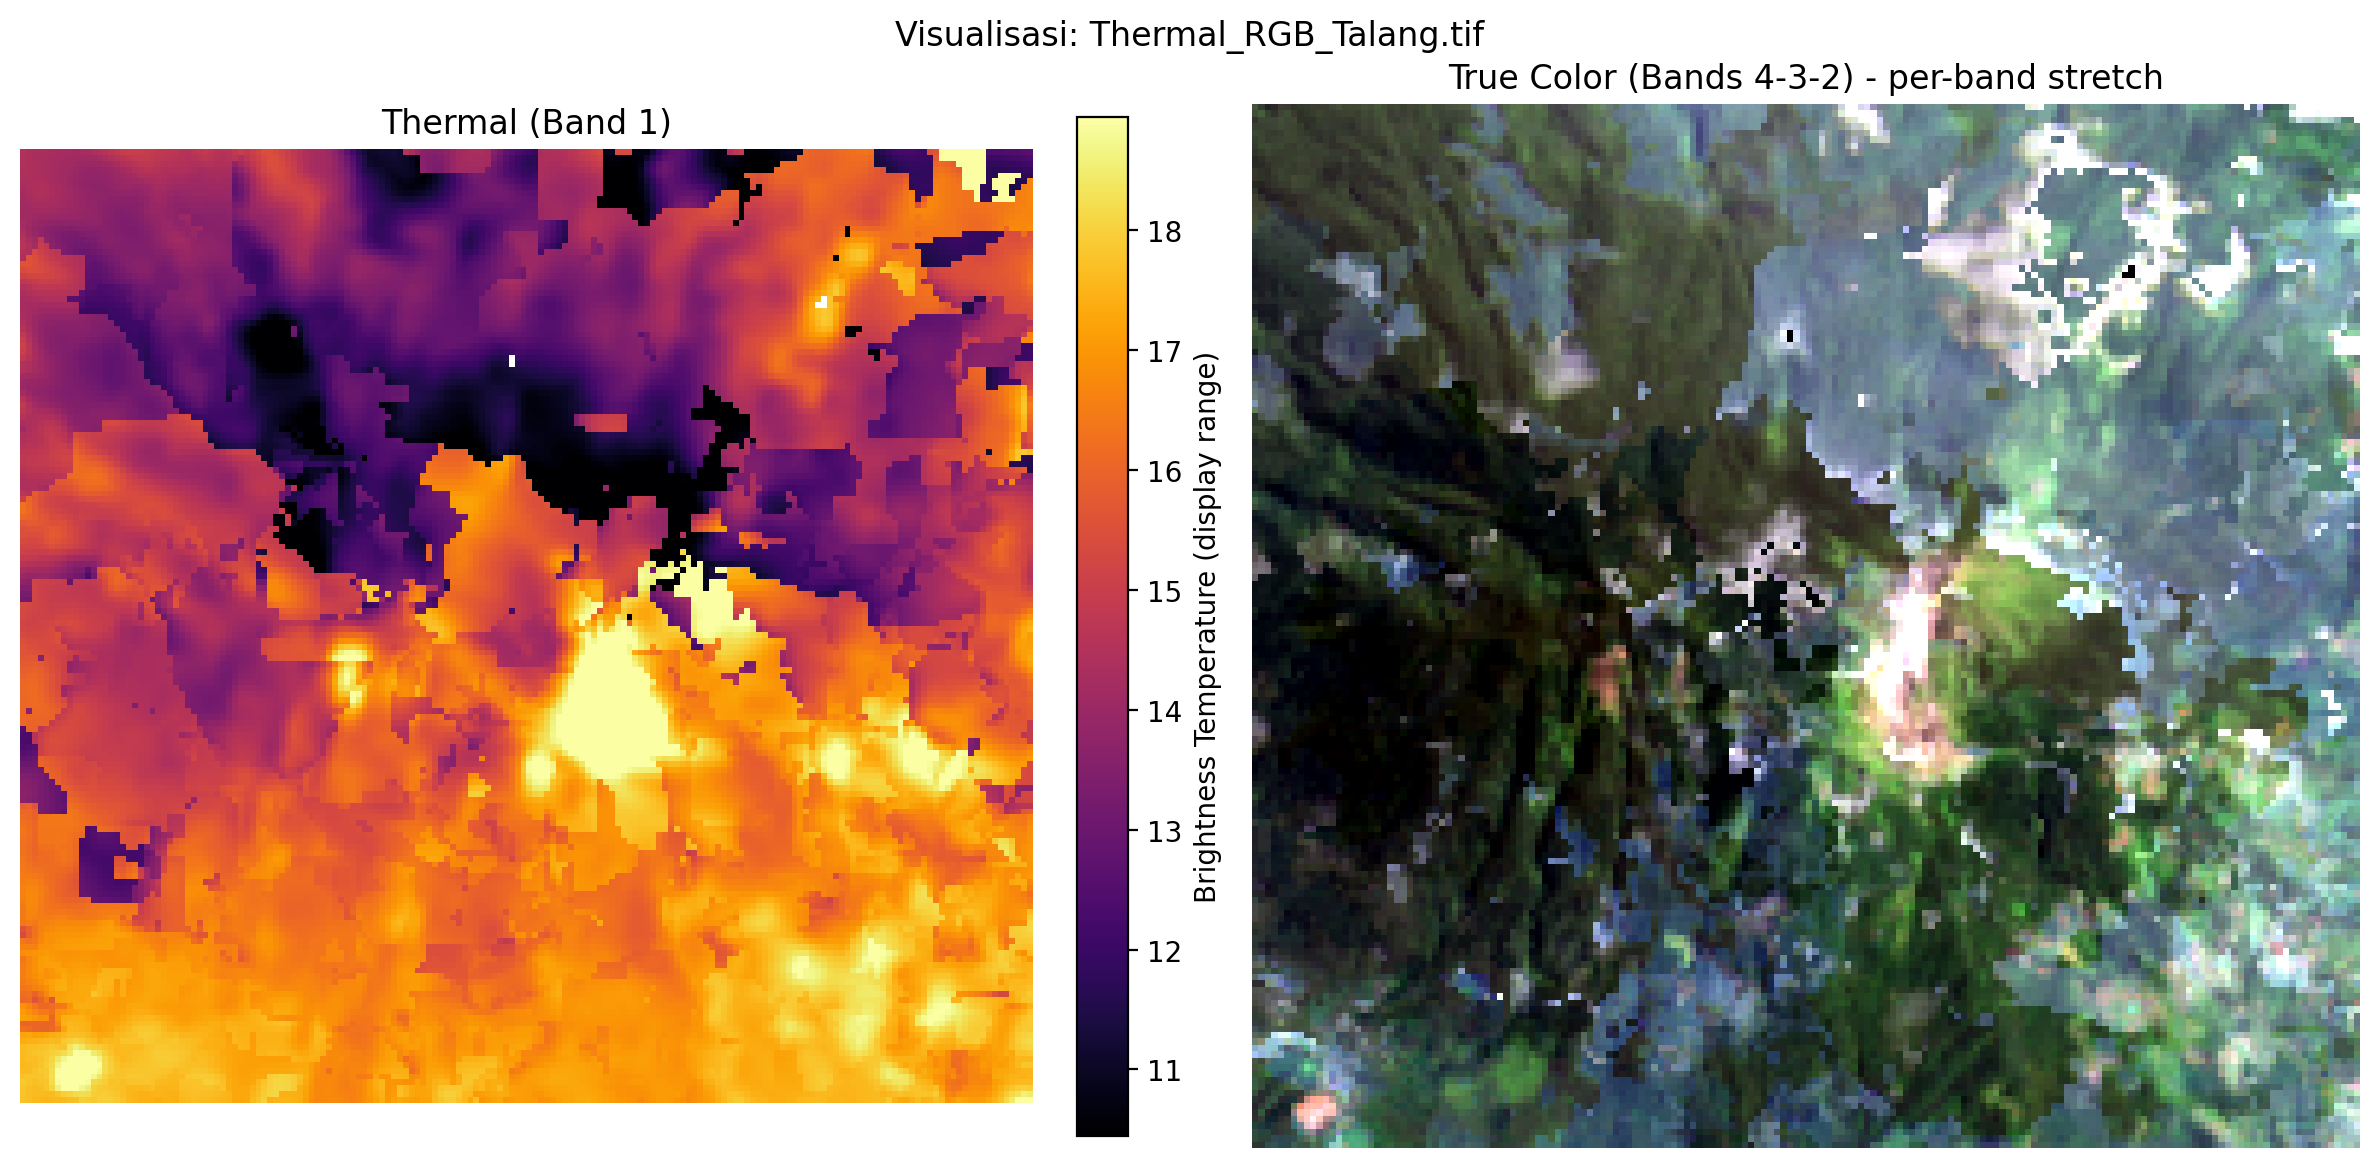 Visualisasi: Thermal_RGB_Talang.tif
Thermal (Band 1)
True Color (Bands 4-3-2) - per-band stretch
18
17
16
15
14
13
12
11
Brightness Temperature (display range)